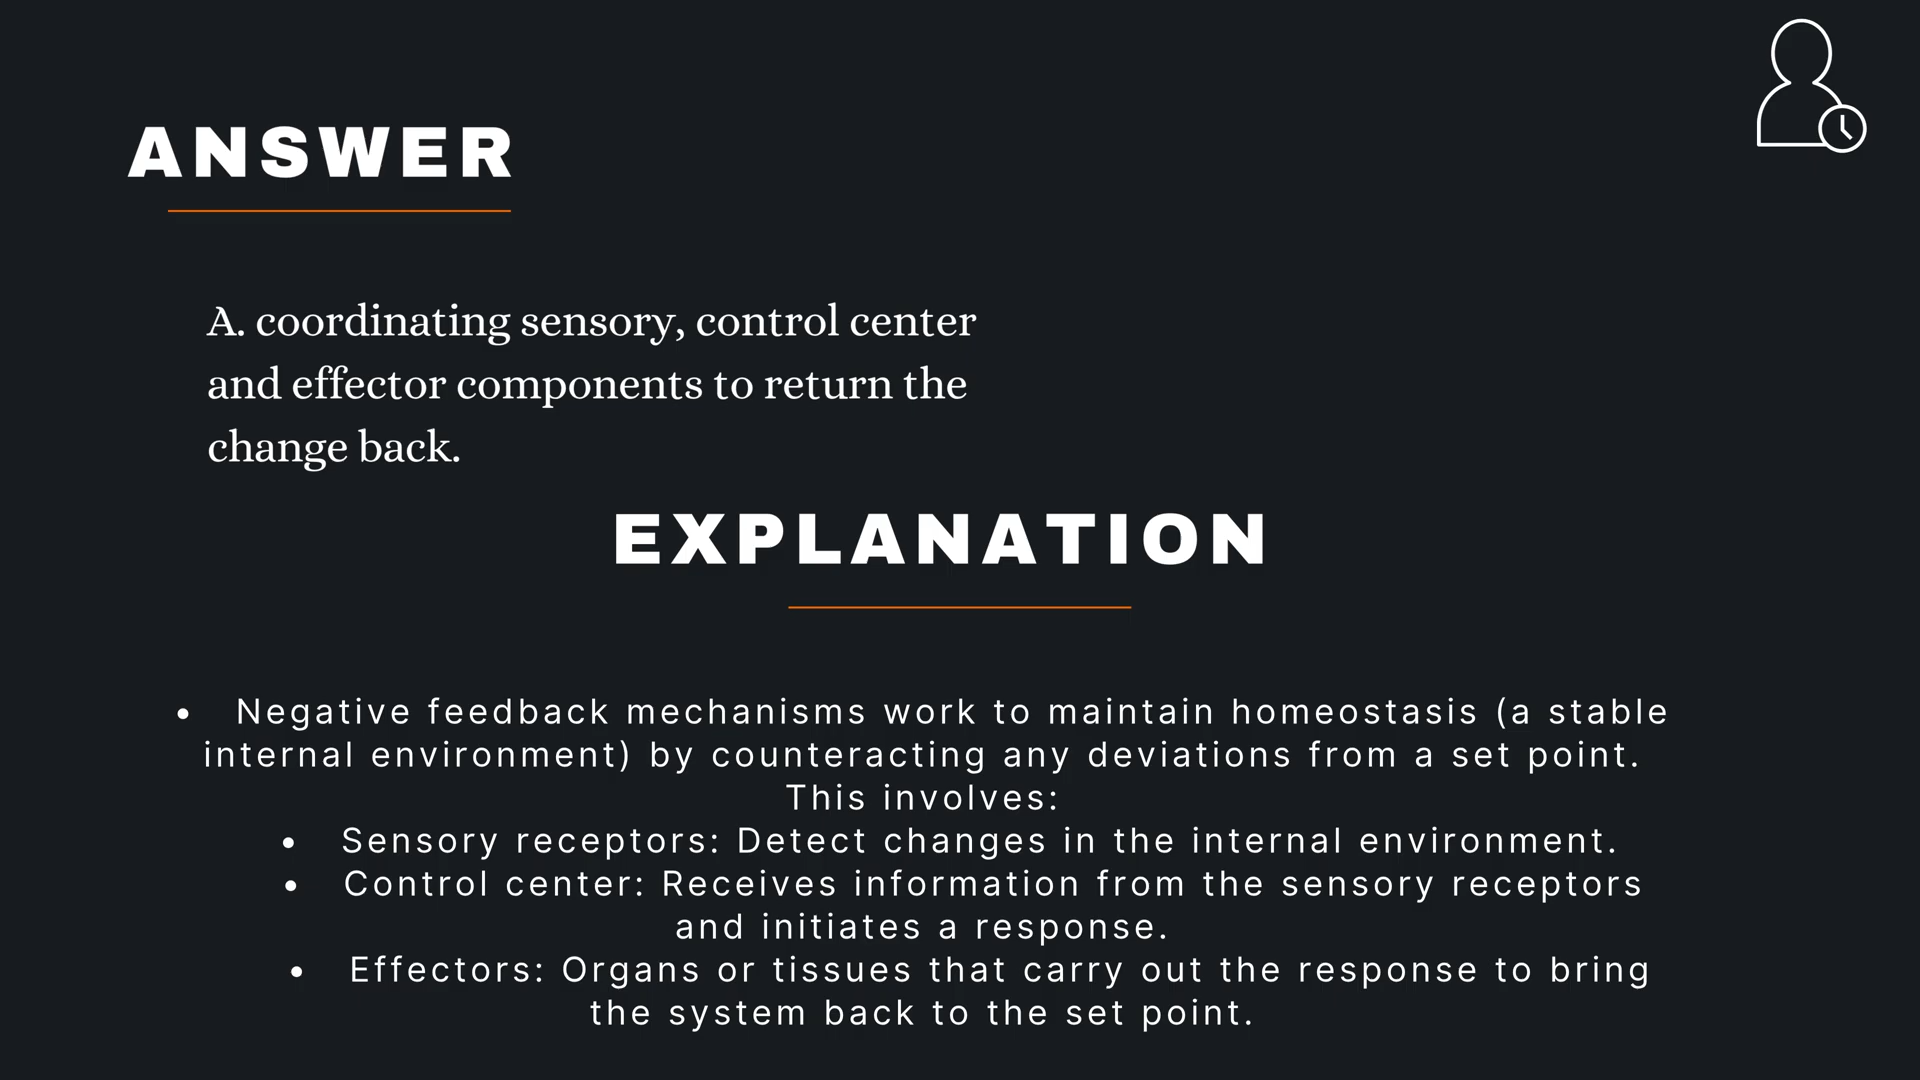 ANSWER
A. coordinating sensory, control center
and effector components to return the
change back.
EXPLANATION
• Negative feedback mechanisms work to maintain homeostasis (a stable
internal environment) by counteracting any deviations from a set point.
This involves:
• Sensory receptors: Detect changes in the internal environment.
• Control center: Receives information from the sensory receptors
and initiates a response.
• Effectors: Organs or tissues that carry out the response to bring
the system back to the set point.